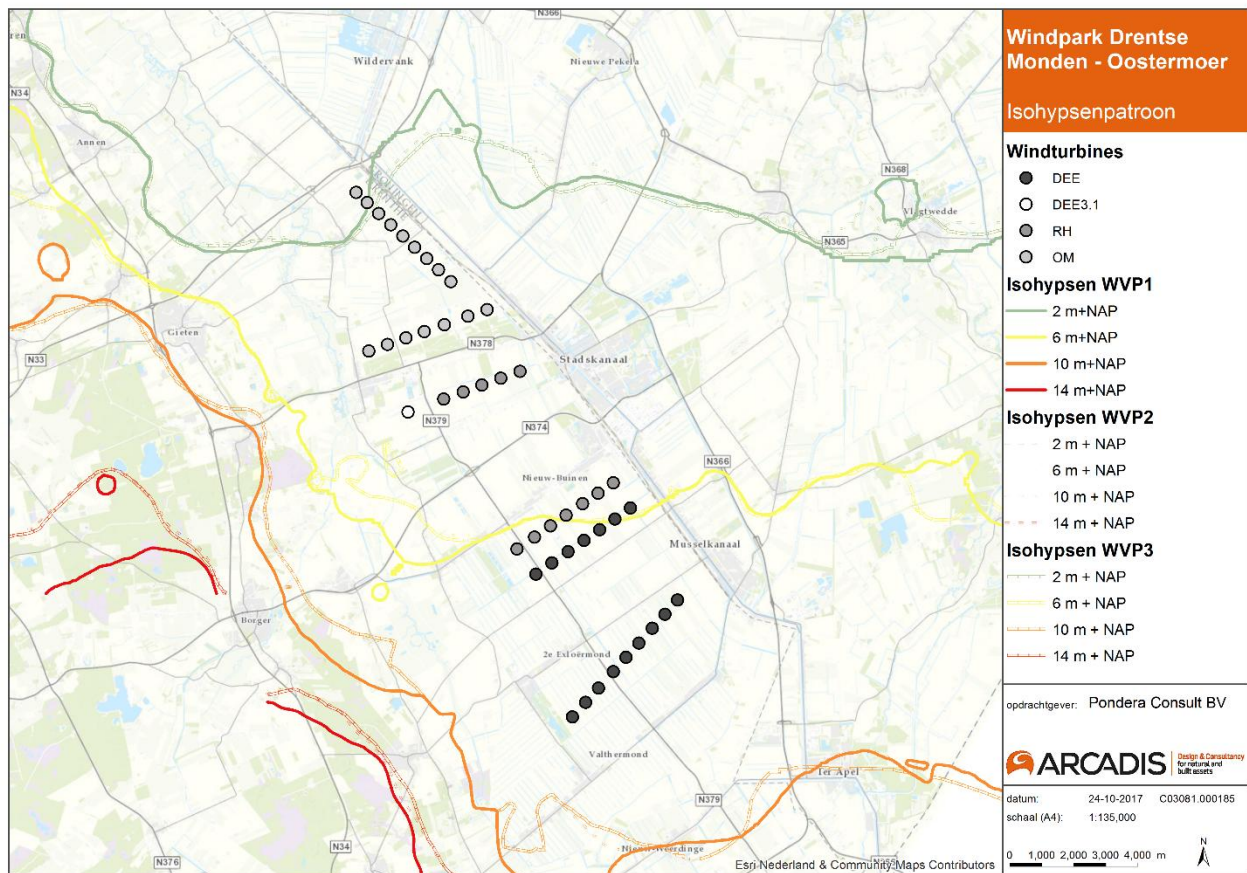 N366
Wildervank
Nieuwe Pekela
N34
Annen
N368
Vlagtwedde
N365
Gieten
N33
N378
Stadskanaal
N379
N374
N366
Nieuw-Buinen
Musselkanaal
Borger
2e Exloërmond
Valthermond
Ter Apel
N379
N34
N376
Esri Nederland & Community Maps Contributors
Windpark Drentse
Monden - Oostermoer
Isohypsenpatroon
Windturbines
DEE
DEE3.1
RH
OM
Isohypsen WVP1
2 m+NAP
6 m+NAP
10 m+NAP
14 m+NAP
Isohypsen WVP2
2 m + NAP
6 m + NAP
10 m + NAP
14 m + NAP
Isohypsen WVP3
2 m + NAP
6 m + NAP
10 m + NAP
14 m + NAP
opdrachtgever: Pondera Consult BV
ARCADIS Design & Consultancy
for natural and
built assets
datum: 24-10-2017 C03081.000185
schaal (A4): 1:135,000
N
0 1,000 2,000 3,000 4,000 m